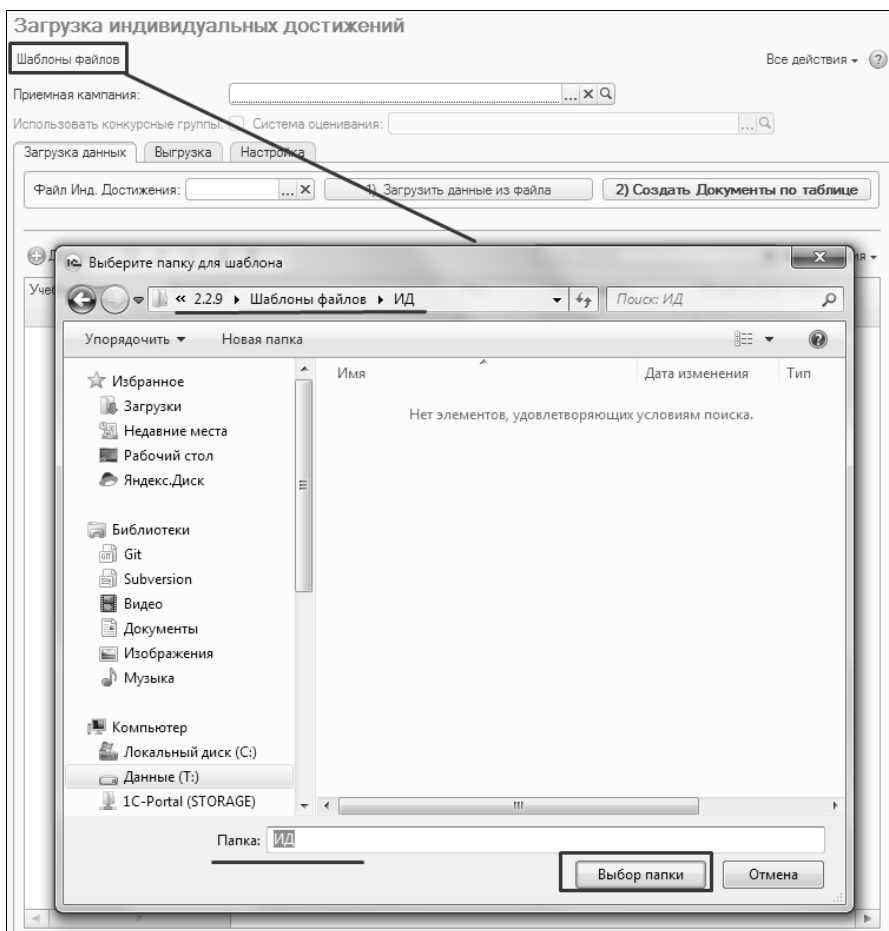 Загрузка индивидуальных достижений
Шаблоны файлов Все действия
Приемная кампания:
Использовать конкурсные группы: Система оценивания:
Загрузка данных Выгрузка Настройка
Файл Инд. Достижения: 1) Загрузить данные из файла 2) Создать Документы по таблице
Выберите папку для шаблона
« 2.2.9 Шаблоны файлов ИД Поиск: ИД
Упорядочить Новая папка
Имя Дата изменения Тип
Нет элементов, удовлетворяющих условиям поиска.
Избранное
Загрузки
Недавние места
Рабочий стол
Яндекс.Диск
Библиотеки
Git
Subversion
Видео
Документы
Изображения
Музыка
Компьютер
Локальный диск (C:)
Данные (T:)
1C-Portal (STORAGE)
Папка: ИД
Выбор папки Отмена